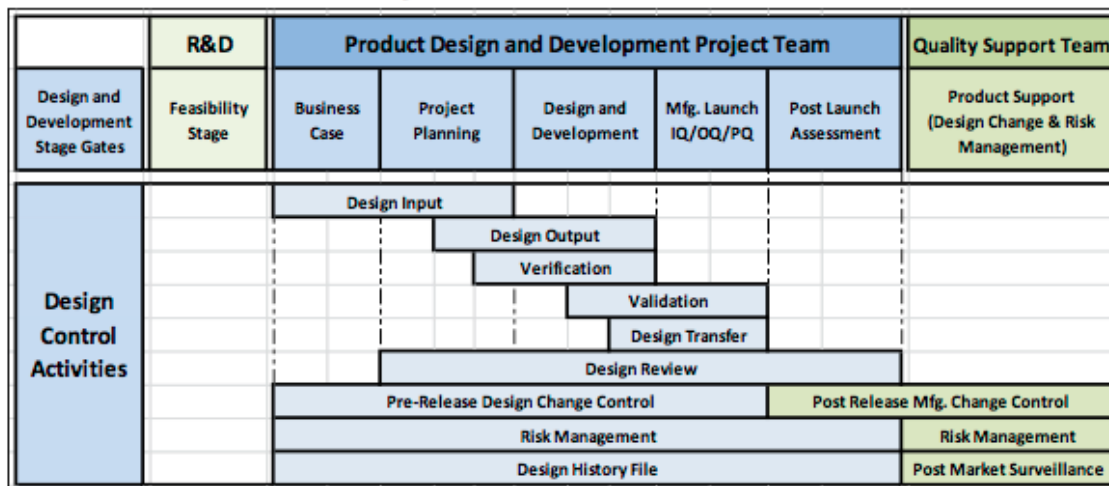 R&D
Product Design and Development Project Team
Quality Support Team
Design and
Development
Stage Gates
Feasibility
Stage
Business
Case
Project
Planning
Design and
Development
Mfg. Launch
IQ/OQ/PQ
Post Launch
Assessment
Product Support
(Design Change & Risk
Management)
Design
Control
Activities
Design Input
Design Output
Verification
Validation
Design Transfer
Design Review
Pre-Release Design Change Control
Post Release Mfg. Change Control
Risk Management
Risk Management
Design History File
Post Market Surveillance